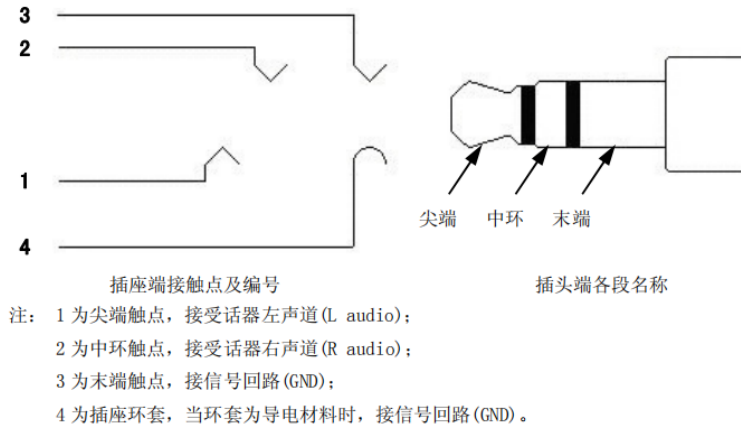 3
2
1
4
尖端 中环 末端
插座端接触点及编号 插头端各段名称
注: 1 为尖端触点，接受话器左声道(L audio)；
2 为中环触点，接受话器右声道(R audio)；
3 为末端触点，接信号回路(GND)；
4 为插座环套，当环套为导电材料时，接信号回路(GND)。